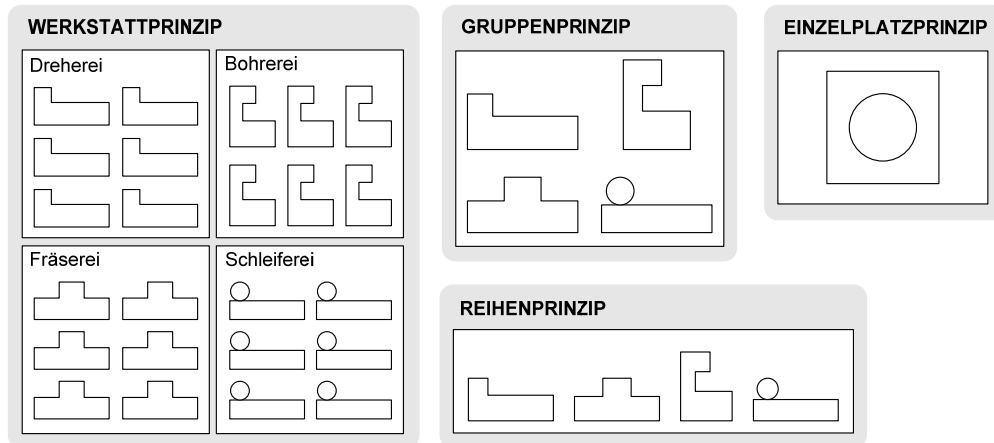 WERKSTATTPRINZIP
Dreherei
Bohrerei
Fräserei
Schleiferei
GRUPPENPRINZIP
EINZELPLATZPRINZIP
REIHENPRINZIP